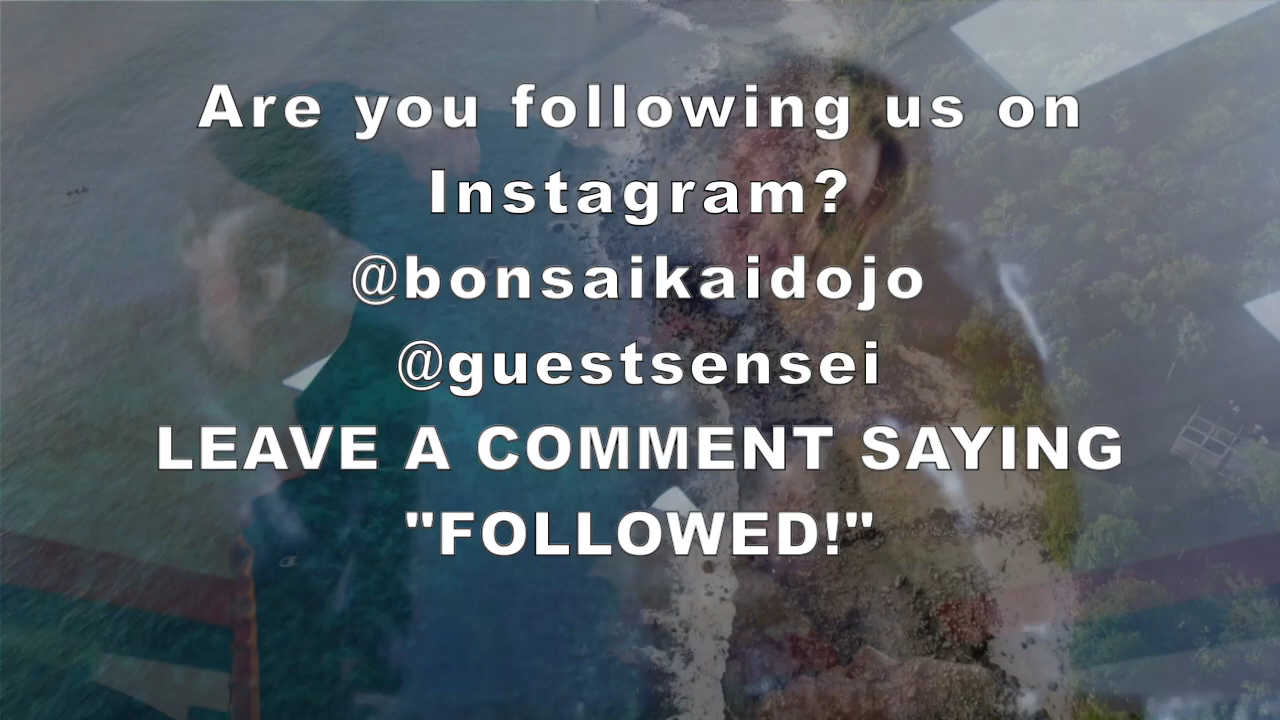 Are you following us on
Instagram?
@bonsaikaidojo
@guestsensei
LEAVE A COMMENT SAYING
"FOLLOWED!"